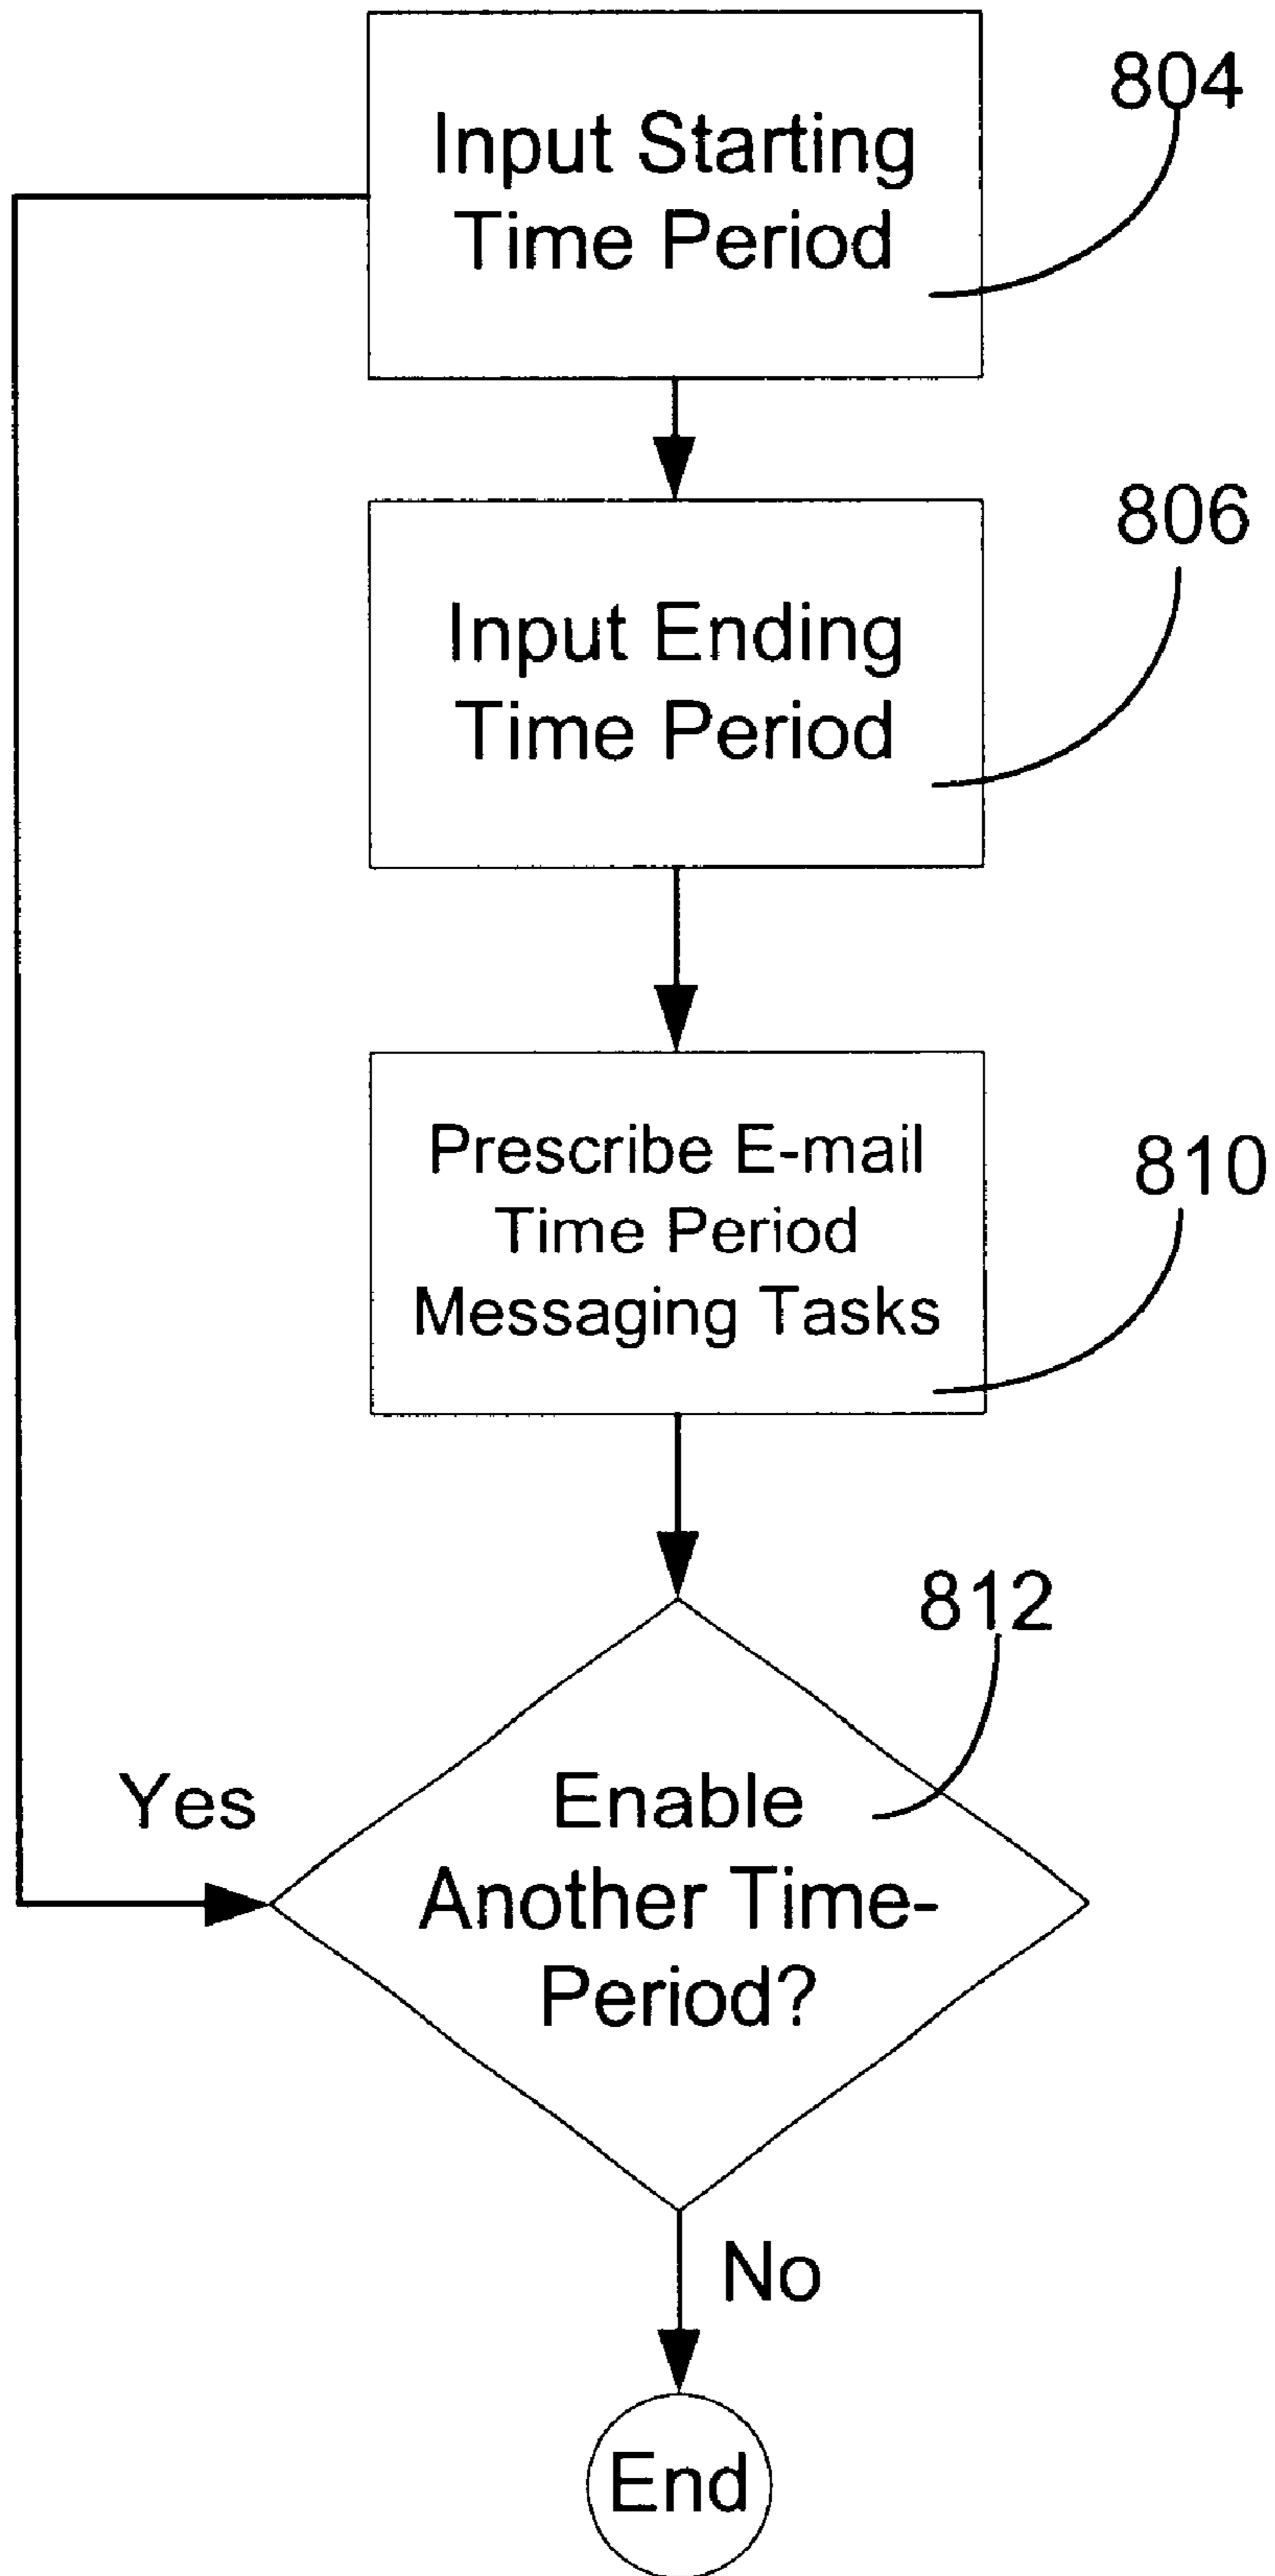 804
Input Starting
Time Period
806
Input Ending
Time Period
810
Prescribe E-mail
Time Period
Messaging Tasks
812
Yes
Enable
Another Time-
Period?
No
End